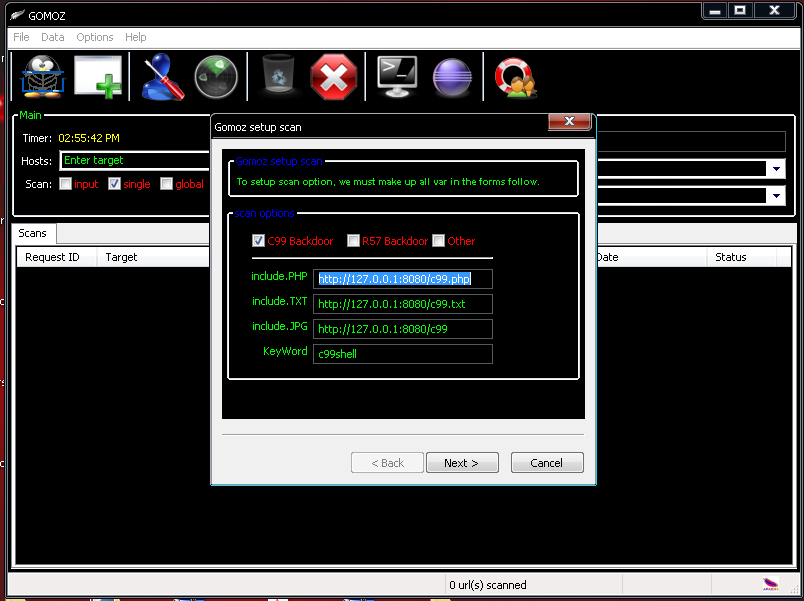 GOMOZ
File Data Options Help
Main
Timer: 02:55:42 PM
Hosts: Enter target
Scan: input single global
Gomoz setup scan
Gomoz setup scan
To setup scan option, we must make up all var in the forms follow.
scan options
C99 Backdoor R57 Backdoor Other
include.PHP http://127.0.0.1:8080/c99.php
include.TXT http://127.0.0.1:8080/c99.txt
include.JPG http://127.0.0.1:8080/c99
KeyWord c99shell
< Back Next > Cancel
Scans
Request ID Target Date Status
0 url(s) scanned